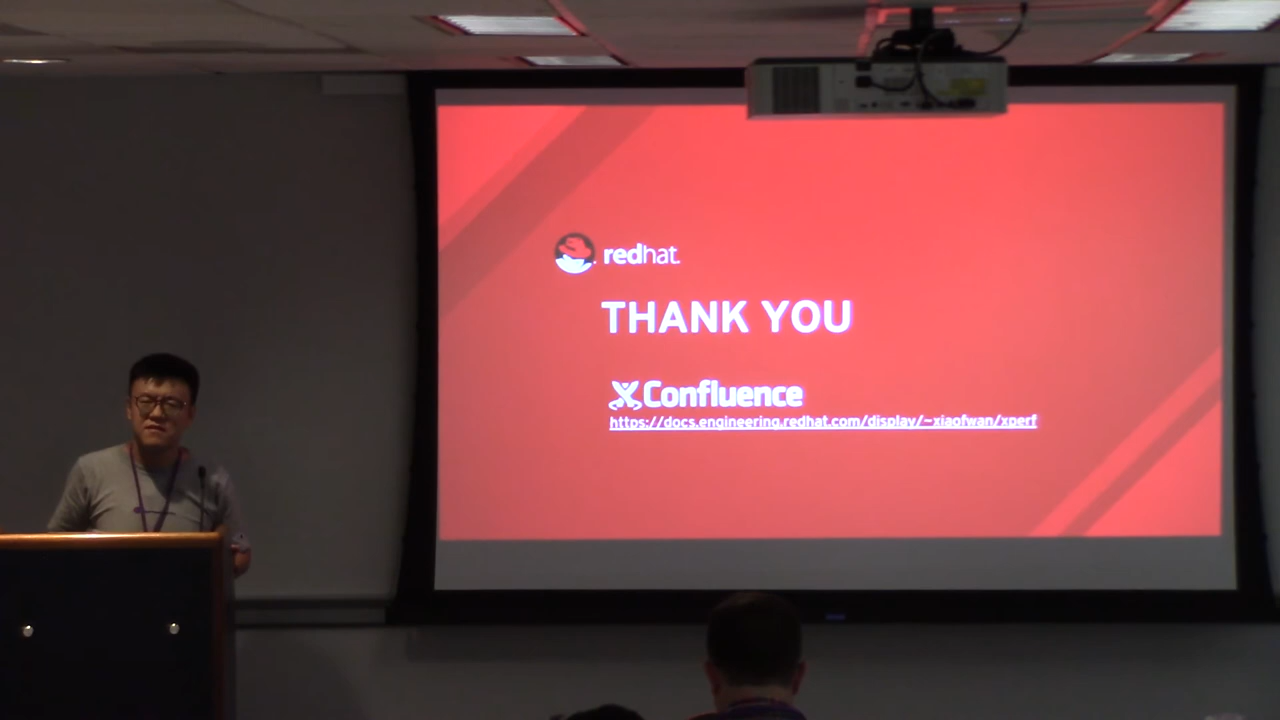 redhat.
THANK YOU
Confluence
https://docs.engineering.redhat.com/display/~xiaofwan/xperf